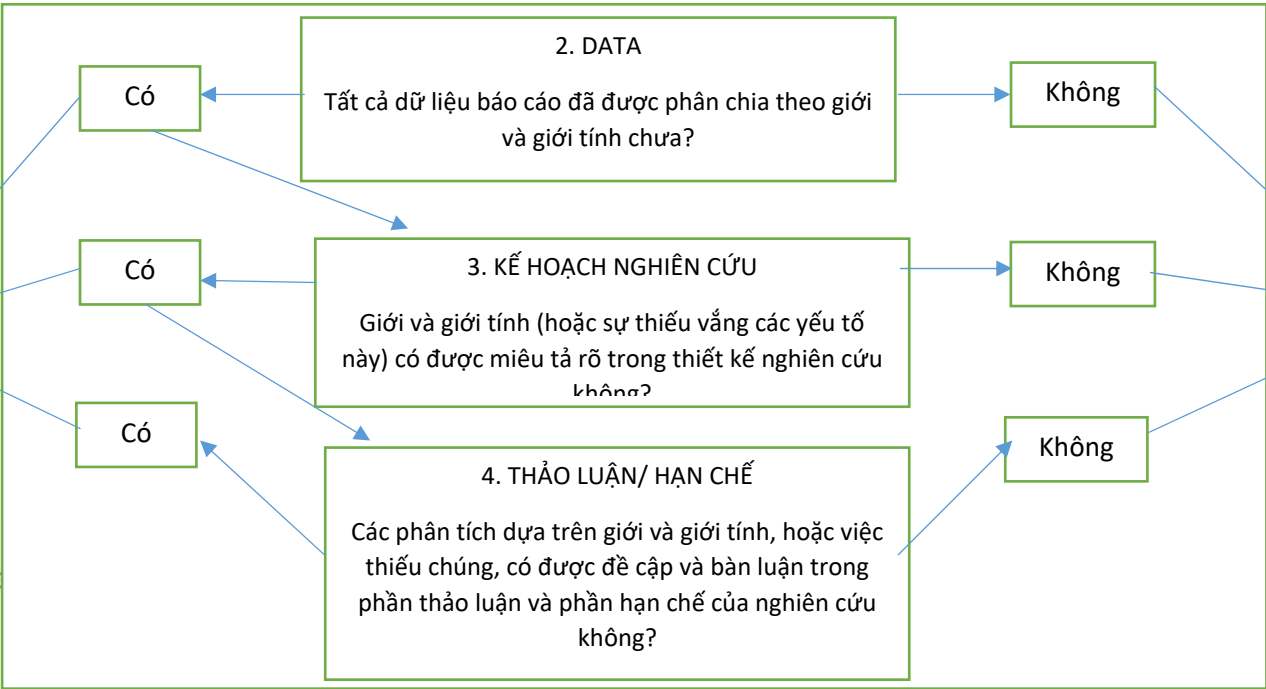 2. DATA
Có
Tất cả dữ liệu báo cáo đã được phân chia theo giới
và giới tính chưa?
Không
Có
3. KẾ HOẠCH NGHIÊN CỨU
Giới và giới tính (hoặc sự thiếu vắng các yếu tố
này) có được miêu tả rõ trong thiết kế nghiên cứu
không?
Không
Có
4. THẢO LUẬN/ HẠN CHẾ
Các phân tích dựa trên giới và giới tính, hoặc việc
thiếu chúng, có được đề cập và bàn luận trong
phần thảo luận và phần hạn chế của nghiên cứu
không?
Không